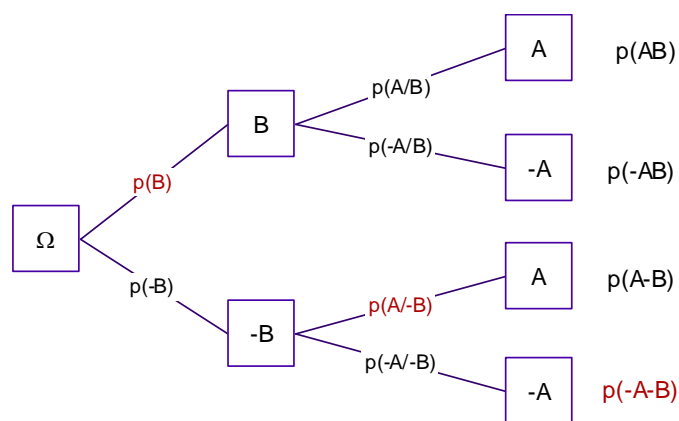 A p(AB)
p(A/B)
B
p(-A/B)
-A p(-AB)
p(B)
Ω
A p(A-B)
p(-B)
p(A/-B)
-B
p(-A/-B)
-A p(-A-B)